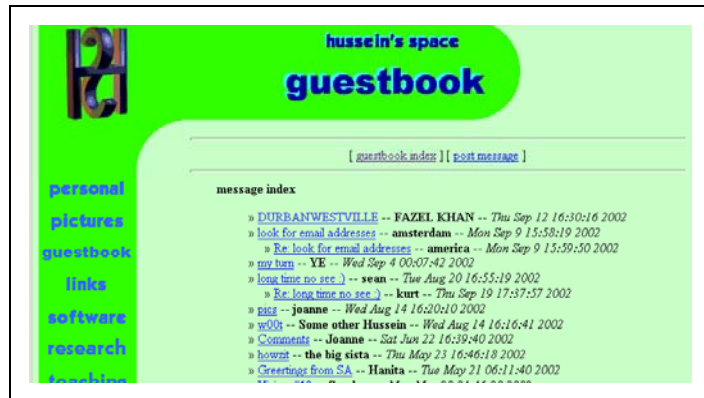 hussein's space
guestbook
[ guestbook index ] [ post message ]
personal
pictures
guestbook
links
software
research
teaching
message index
» DURBANWESTVILLE -- FAZEL KHAN -- Thu Sep 12 16:30:16 2002
» look for email addresses -- amsterdam -- Mon Sep 9 15:58:19 2002
» Re: look for email addresses -- america -- Mon Sep 9 15:59:50 2002
» my turn -- YE -- Wed Sep 4 00:07:42 2002
» long time no see :) -- sean -- Tue Aug 20 16:55:19 2002
» Re: long time no see :) -- kurt -- Thu Sep 19 17:37:57 2002
» pics -- joanne -- Wed Aug 14 16:20:10 2002
» w00t -- Some other Hussein -- Wed Aug 14 16:16:41 2002
» Comments -- Joanne -- Sat Jun 22 16:39:40 2002
» howzit -- the big sista -- Thu May 23 16:46:18 2002
» Greertings from SA -- Hanita -- Tue May 21 06:11:40 2002